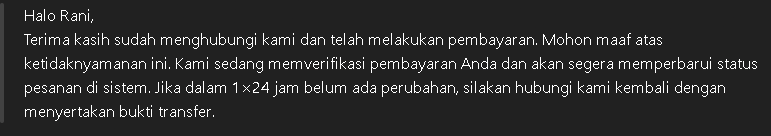 Halo Rani,
Terima kasih sudah menghubungi kami dan telah melakukan pembayaran. Mohon maaf atas
ketidaknyamanan ini. Kami sedang memverifikasi pembayaran Anda dan akan segera memperbarui status
pesanan di sistem. Jika dalam 1×24 jam belum ada perubahan, silakan hubungi kami kembali dengan
menyertakan bukti transfer.